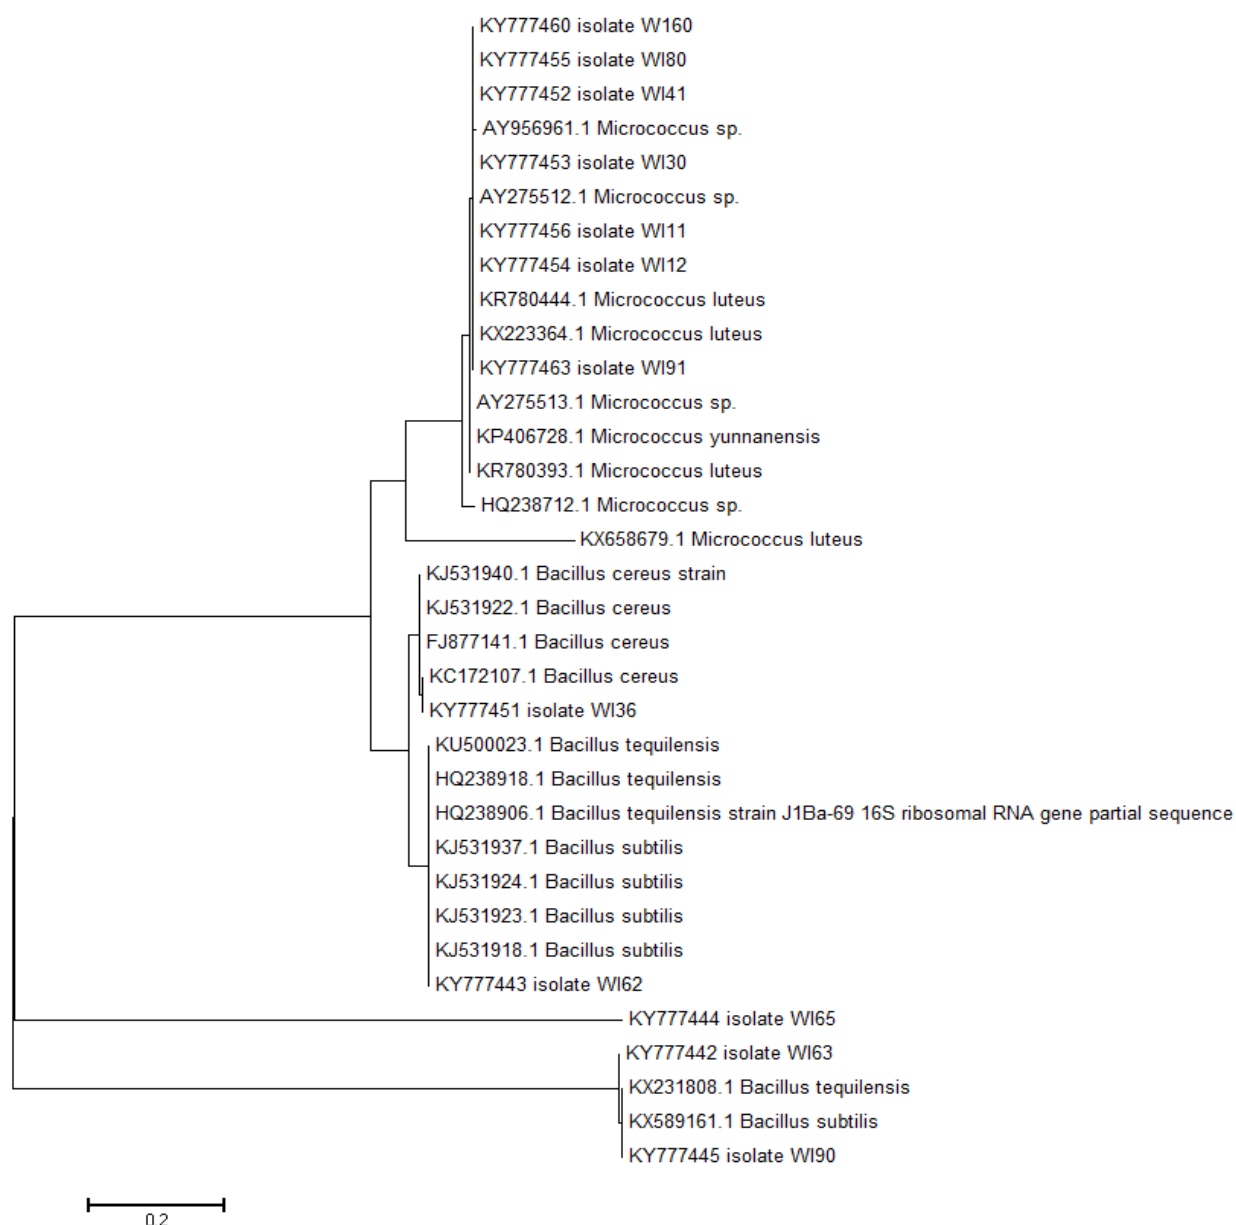 KY777460 isolate W160
KY777455 isolate WI80
KY777452 isolate WI41
AY956961.1 Micrococcus sp.
KY777453 isolate WI30
AY275512.1 Micrococcus sp.
KY777456 isolate WI11
KY777454 isolate WI12
KR780444.1 Micrococcus luteus
KX223364.1 Micrococcus luteus
KY777463 isolate WI91
AY275513.1 Micrococcus sp.
KP406728.1 Micrococcus yunnanensis
KR780393.1 Micrococcus luteus
HQ238712.1 Micrococcus sp.
KX658679.1 Micrococcus luteus
KJ531940.1 Bacillus cereus strain
KJ531922.1 Bacillus cereus
FJ877141.1 Bacillus cereus
KC172107.1 Bacillus cereus
KY777451 isolate WI36
KU500023.1 Bacillus tequilensis
HQ238918.1 Bacillus tequilensis
HQ238906.1 Bacillus tequilensis strain J1Ba-69 16S ribosomal RNA gene partial sequence
KJ531937.1 Bacillus subtilis
KJ531924.1 Bacillus subtilis
KJ531923.1 Bacillus subtilis
KJ531918.1 Bacillus subtilis
KY777443 isolate WI62
KY777444 isolate WI65
KY777442 isolate WI63
KX231808.1 Bacillus tequilensis
KX589161.1 Bacillus subtilis
KY777445 isolate WI90
0.2